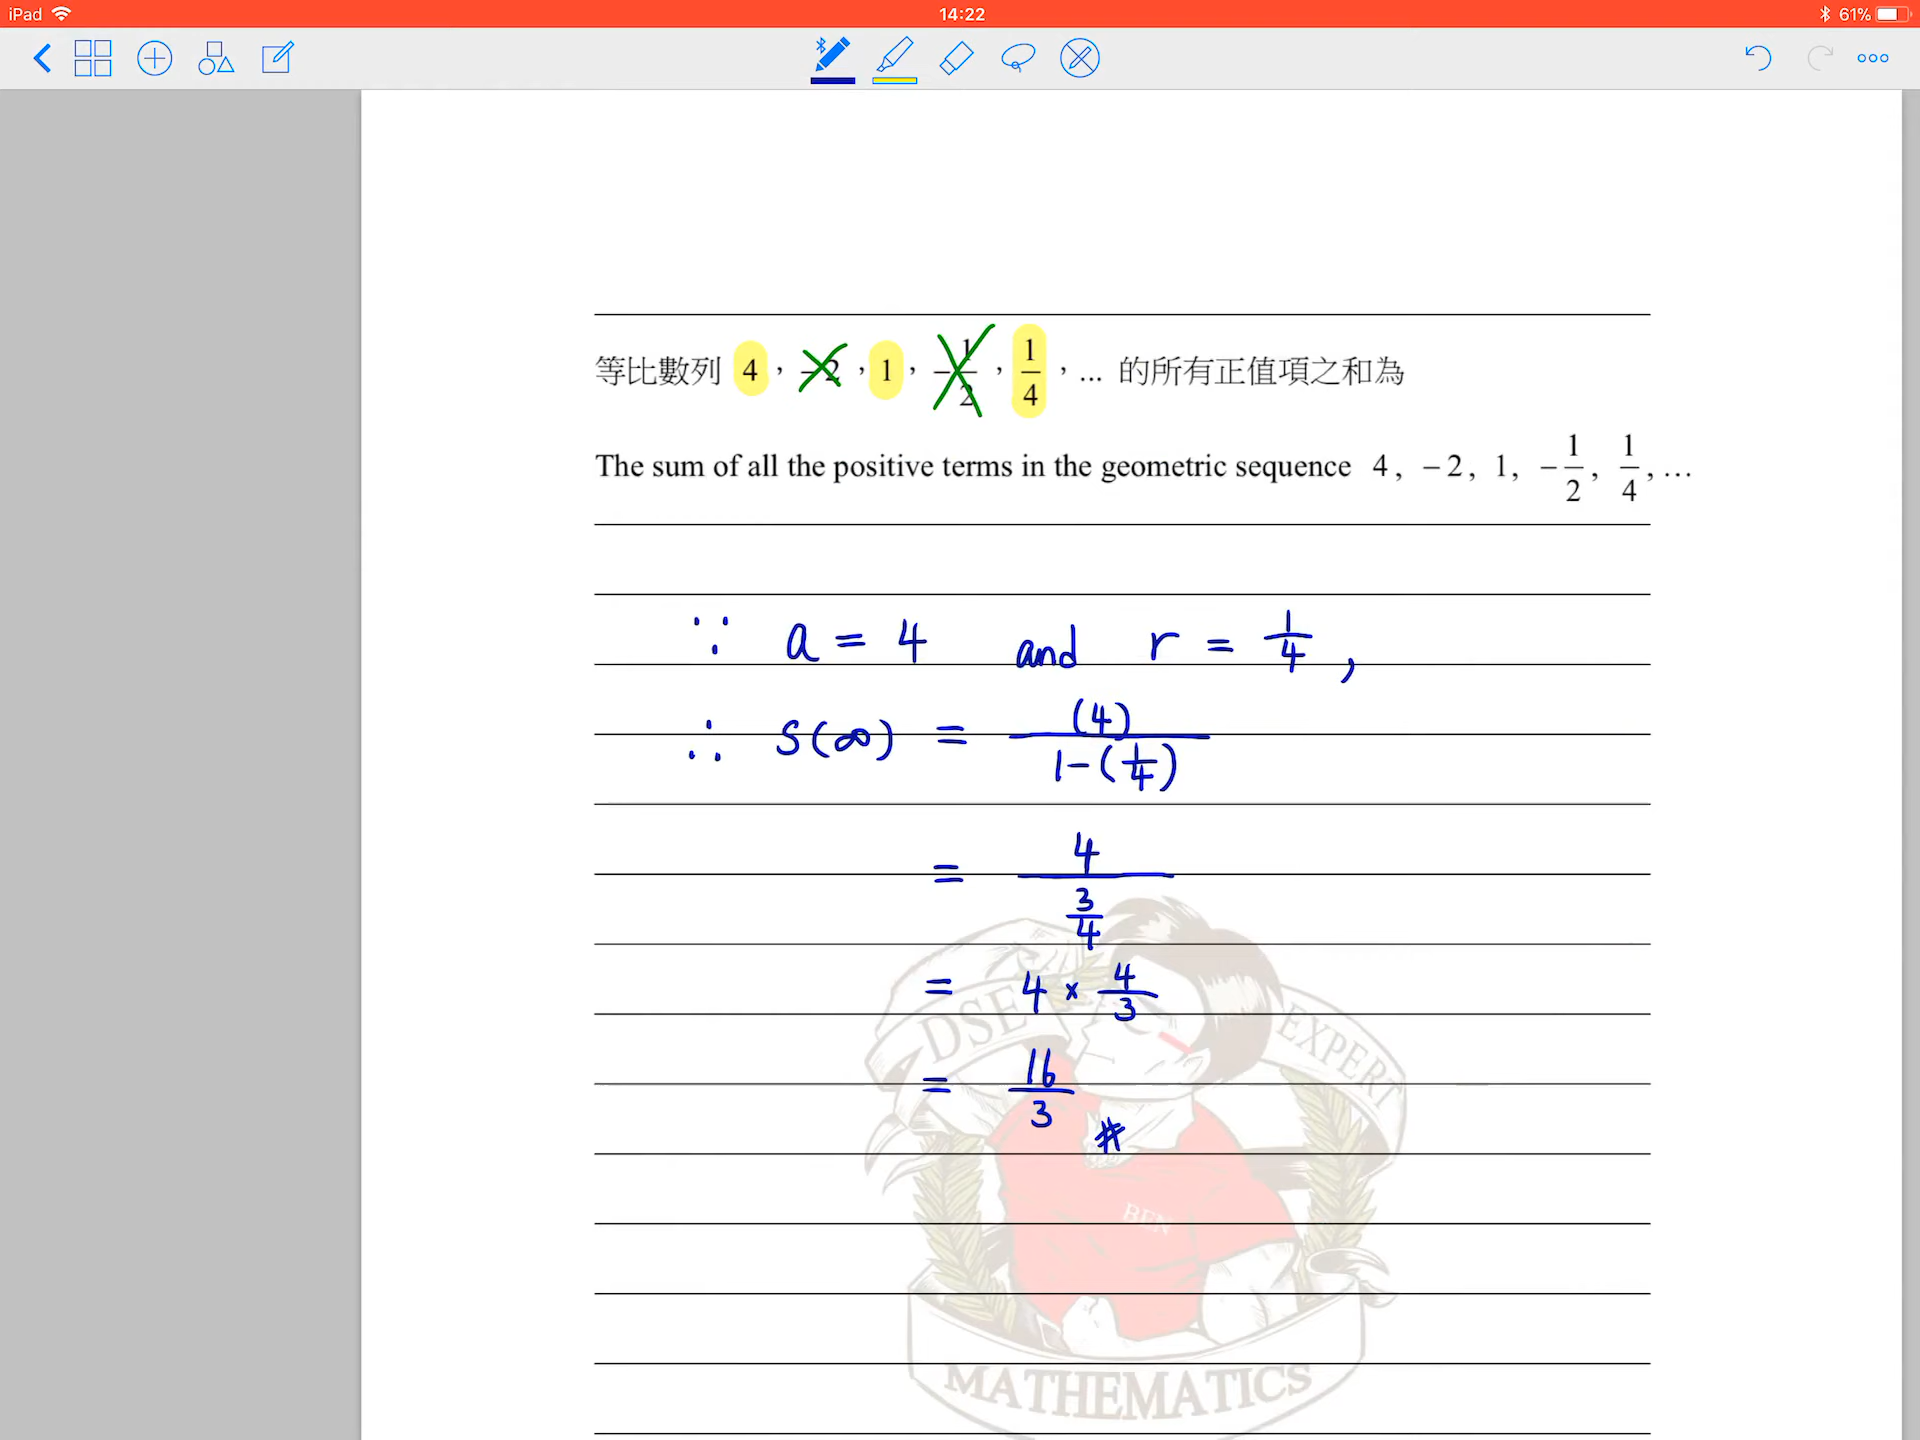 iPad 14:22 61%
等比數列 4，−2，1，−1/2，1/4，... 的所有正值項之和為
The sum of all the positive terms in the geometric sequence 4, −2, 1, −1/2, 1/4, ...
∵ a = 4 and r = 1/4 ,
∴ S(∞) = (4)/(1−(1/4))
= 4/(3/4)
= 4 × 4/3
= 16/3 #
DSE EXPERT
BEN
MATHEMATICS